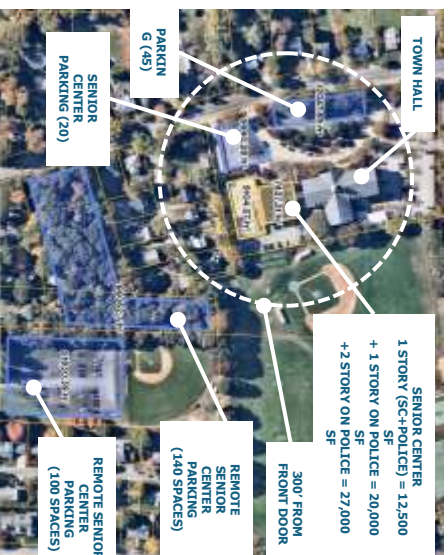 TOWN HALL
SENIOR CENTER
1 STORY (SC+POLICE) = 12,500
SF
+ 1 STORY ON POLICE = 20,000
SF
+2 STORY ON POLICE = 27,000
SF
300' FROM
FRONT DOOR
PARKIN
G (45)
SENIOR
CENTER
PARKING (20)
REMOTE
SENIOR
CENTER
PARKING
(140 SPACES)
REMOTE SENIOR
CENTER
PARKING
(100 SPACES)